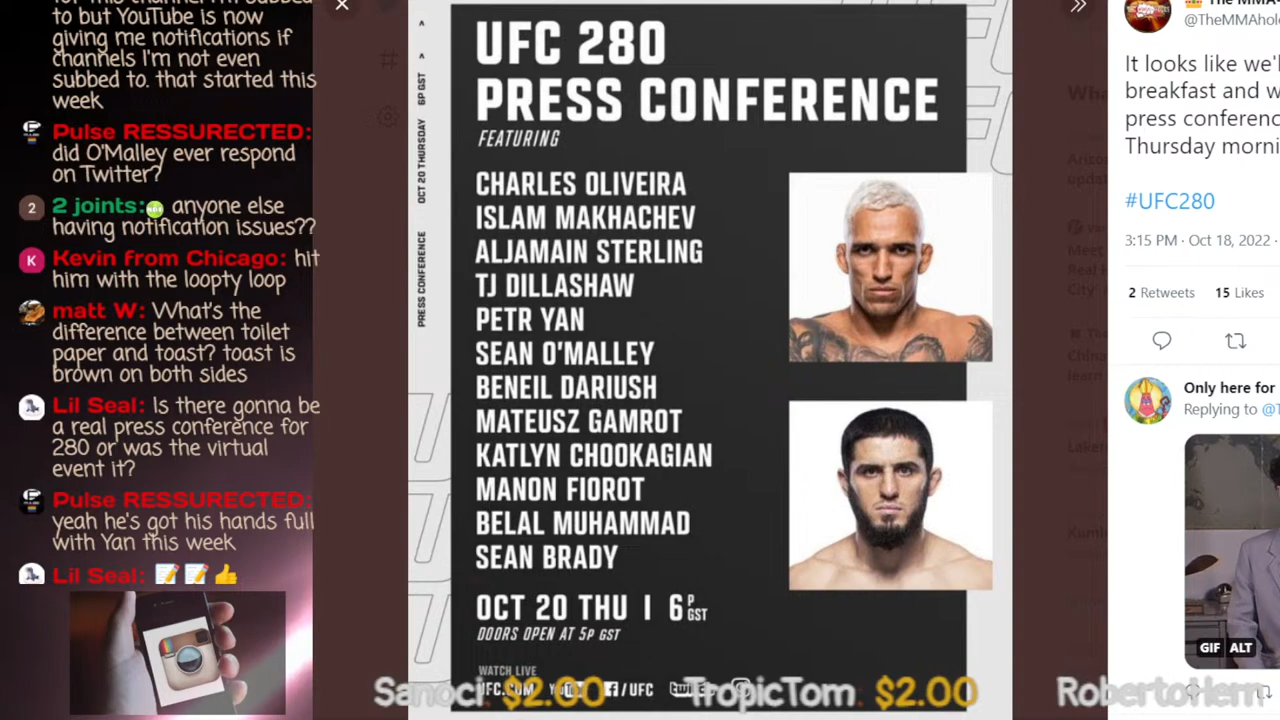 to but YouTube is now
giving me notifications if
channels I'm not even
subbed to. that started this
week
Pulse RESSURECTED:
did O'Malley ever respond
on Twitter?
2 joints: anyone else
having notification issues??
Kevin from Chicago: hit
him with the loopty loop
matt W: What's the
difference between toilet
paper and toast? toast is
brown on both sides
Lil Seal: Is there gonna be
a real press conference for
280 or was the virtual
event it?
Pulse RESSURECTED:
yeah he's got his hands full
with Yan this week
Lil Seal:
PRESS CONFERENCE OCT 20 THURSDAY 6P GST
UFC 280
PRESS CONFERENCE
FEATURING
CHARLES OLIVEIRA
ISLAM MAKHACHEV
ALJAMAIN STERLING
TJ DILLASHAW
PETR YAN
SEAN O'MALLEY
BENEIL DARIUSH
MATEUSZ GAMROT
KATLYN CHOOKAGIAN
MANON FIOROT
BELAL MUHAMMAD
SEAN BRADY
OCT 20 THU | 6P GST
DOORS OPEN AT 5P GST
WATCH LIVE
UFC.COM /UFC
Sanoci: $2.00 TropicTom: $2.00 RobertoHern
@TheMMAhol
It looks like we'l
breakfast and w
press conferenc
Thursday morni
#UFC280
3:15 PM · Oct 18, 2022 ·
2 Retweets 15 Likes
Only here for
Replying to @T
GIF ALT